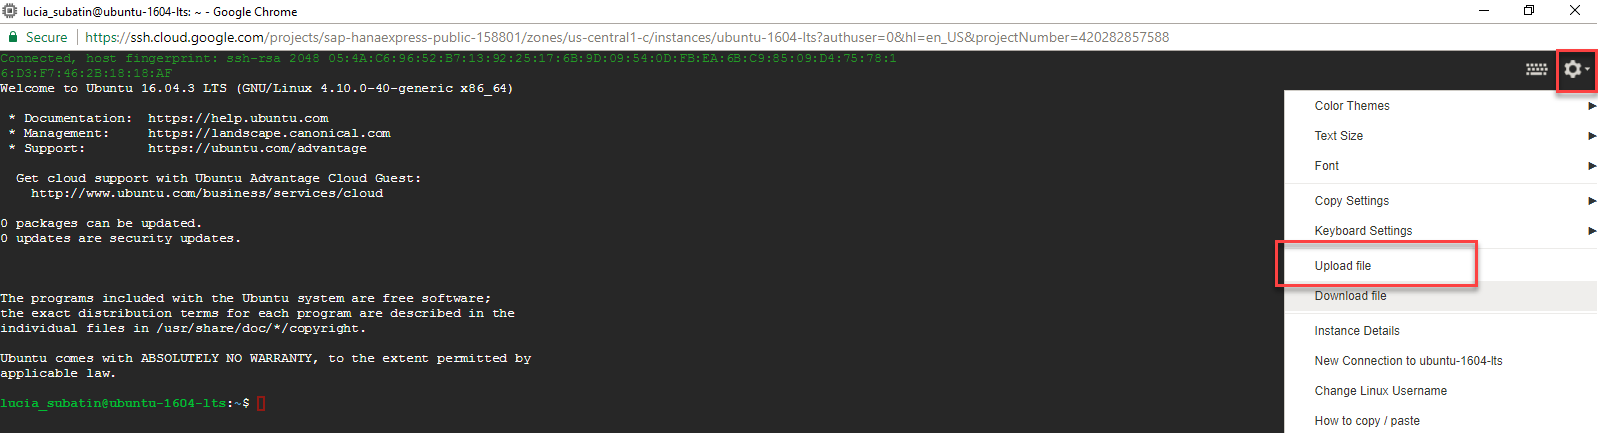 lucia_subatin@ubuntu-1604-lts: ~ - Google Chrome
Secure https://ssh.cloud.google.com/projects/sap-hanaexpress-public-158801/zones/us-central1-c/instances/ubuntu-1604-lts?authuser=0&hl=en_US&projectNumber=420282857588
Connected, host fingerprint: ssh-rsa 2048 05:4A:C6:96:52:B7:13:92:25:17:6B:9D:09:54:0D:FB:EA:6B:C9:85:09:D4:75:78:1
6:D3:F7:46:2B:18:18:AF
Welcome to Ubuntu 16.04.3 LTS (GNU/Linux 4.10.0-40-generic x86_64)
* Documentation: https://help.ubuntu.com
* Management: https://landscape.canonical.com
* Support: https://ubuntu.com/advantage
Get cloud support with Ubuntu Advantage Cloud Guest:
http://www.ubuntu.com/business/services/cloud
0 packages can be updated.
0 updates are security updates.
The programs included with the Ubuntu system are free software;
the exact distribution terms for each program are described in the
individual files in /usr/share/doc/*/copyright.
Ubuntu comes with ABSOLUTELY NO WARRANTY, to the extent permitted by
applicable law.
lucia_subatin@ubuntu-1604-lts:~$
Color Themes
Text Size
Font
Copy Settings
Keyboard Settings
Upload file
Download file
Instance Details
New Connection to ubuntu-1604-lts
Change Linux Username
How to copy / paste